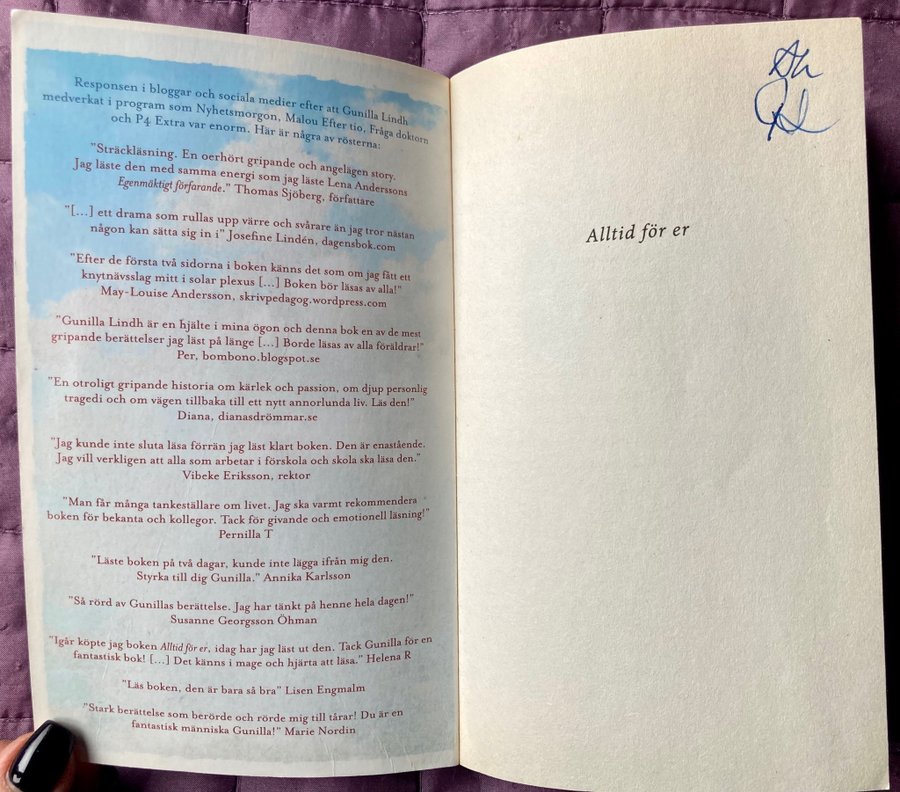 Responsen i bloggar och sociala medier efter att Gunilla Lindh
medverkat i program som Nyhetsmorgon, Malou Efter tio, Fråga doktorn
och P4 Extra var enorm. Här är några av rösterna:
"Sträckläsning. En oerhört gripande och angelägen story.
Jag läste den med samma energi som jag läste Lena Anderssons
Egenmäktigt förfarande." Thomas Sjöberg, författare
"[…] ett drama som rullas upp värre och svårare än jag tror nästan
någon kan sätta sig in i" Josefine Lindén, dagensbok.com
"Efter de första två sidorna i boken känns det som om jag fått ett
knytnävsslag mitt i solar plexus […] Boken bör läsas av alla!"
May-Louise Andersson, skrivpedagog.wordpress.com
"Gunilla Lindh är en hjälte i mina ögon och denna bok en av de mest
gripande berättelser jag läst på länge […] Borde läsas av alla föräldrar!"
Per, bombono.blogspot.se
"En otroligt gripande historia om kärlek och passion, om djup personlig
tragedi och om vägen tillbaka till ett nytt annorlunda liv. Läs den!"
Diana, dianasdrömmar.se
"Jag kunde inte sluta läsa förrän jag läst klart boken. Den är enastående.
Jag vill verkligen att alla som arbetar i förskola och skola ska läsa den."
Vibeke Eriksson, rektor
"Man får många tankeställare om livet. Jag ska varmt rekommendera
boken för bekanta och kollegor. Tack för givande och emotionell läsning!"
Pernilla T
"Läste boken på två dagar, kunde inte lägga ifrån mig den.
Styrka till dig Gunilla." Annika Karlsson
"Så rörd av Gunillas berättelse. Jag har tänkt på henne hela dagen!"
Susanne Georgsson Öhman
"Igår köpte jag boken Alltid för er, idag har jag läst ut den. Tack Gunilla för en
fantastisk bok! […] Det känns i mage och hjärta att läsa." Helena R
"Läs boken, den är bara så bra" Lisen Engmalm
"Stark berättelse som berörde och rörde mig till tårar! Du är en
fantastisk människa Gunilla!" Marie Nordin
Alltid för er